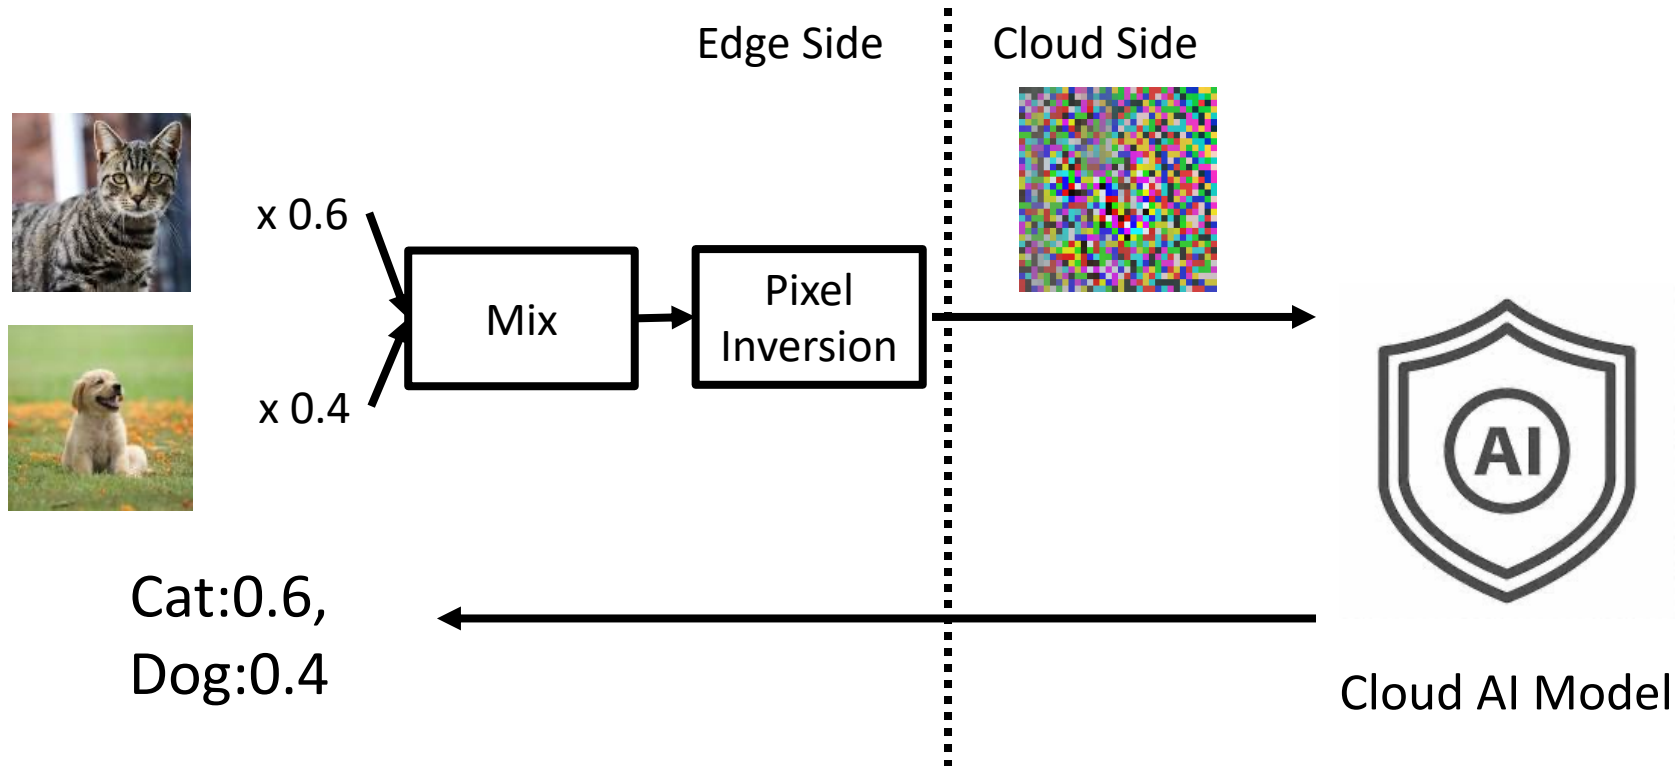 Edge Side
Cloud Side
x 0.6
Mix
Pixel
Inversion
x 0.4
AI
Cat:0.6,
Dog:0.4
Cloud AI Model